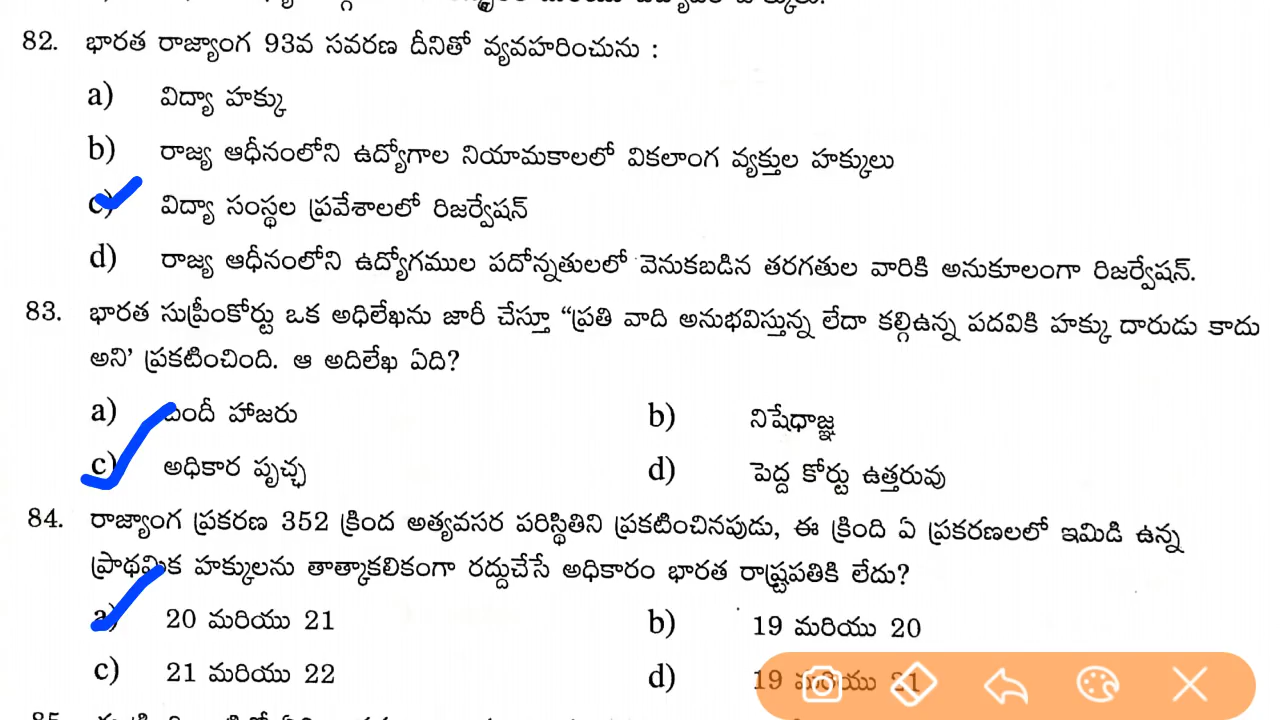 82. భారత రాజ్యాంగ 93వ సవరణ దీనితో వ్యవహరించును :
a) విద్యా హక్కు
b) రాజ్య ఆధీనంలోని ఉద్యోగాల నియామకాలలో వికలాంగ వ్యక్తుల హక్కులు
c) విద్యా సంస్థల ప్రవేశాలలో రిజర్వేషన్
d) రాజ్య ఆధీనంలోని ఉద్యోగముల పదోన్నతులలో వెనుకబడిన తరగతుల వారికి అనుకూలంగా రిజర్వేషన్.
83. భారత సుప్రీంకోర్టు ఒక అధిలేఖను జారీ చేస్తూ “ప్రతి వాది అనుభవిస్తున్న లేదా కల్గిఉన్న పదవికి హక్కు దారుడు కాదు
అని’ ప్రకటించింది. ఆ అదిలేఖ ఏది?
a) బందీ హాజరు b) నిషేధాజ్ఞ
c) అధికార పృచ్ఛ d) పెద్ద కోర్టు ఉత్తరువు
84. రాజ్యాంగ ప్రకరణ 352 క్రింద అత్యవసర పరిస్థితిని ప్రకటించినపుడు, ఈ క్రింది ఏ ప్రకరణలలో ఇమిడి ఉన్న
ప్రాథమిక హక్కులను తాత్కాకలికంగా రద్దుచేసే అధికారం భారత రాష్ట్రపతికి లేదు?
a) 20 మరియు 21 b) 19 మరియు 20
c) 21 మరియు 22 d) 19 మరియు 21